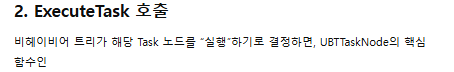 2. ExecuteTask 호출
비헤이비어 트리가 해당 Task 노드를 “실행”하기로 결정하면, UBTTaskNode의 핵심
함수인